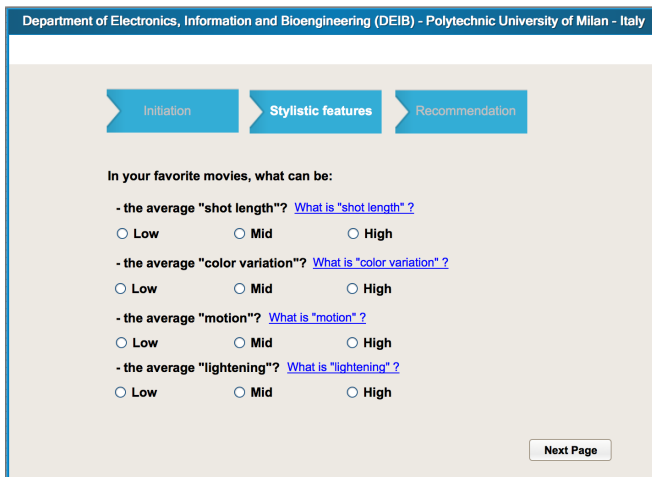 Department of Electronics, Information and Bioengineering (DEIB) - Polytechnic University of Milan - Italy
Initiation Stylistic features Recommendation
In your favorite movies, what can be:
- the average "shot length"? What is "shot length" ?
Low Mid High
- the average "color variation"? What is "color variation" ?
Low Mid High
- the average "motion"? What is "motion" ?
Low Mid High
- the average "lightening"? What is "lightening" ?
Low Mid High
Next Page